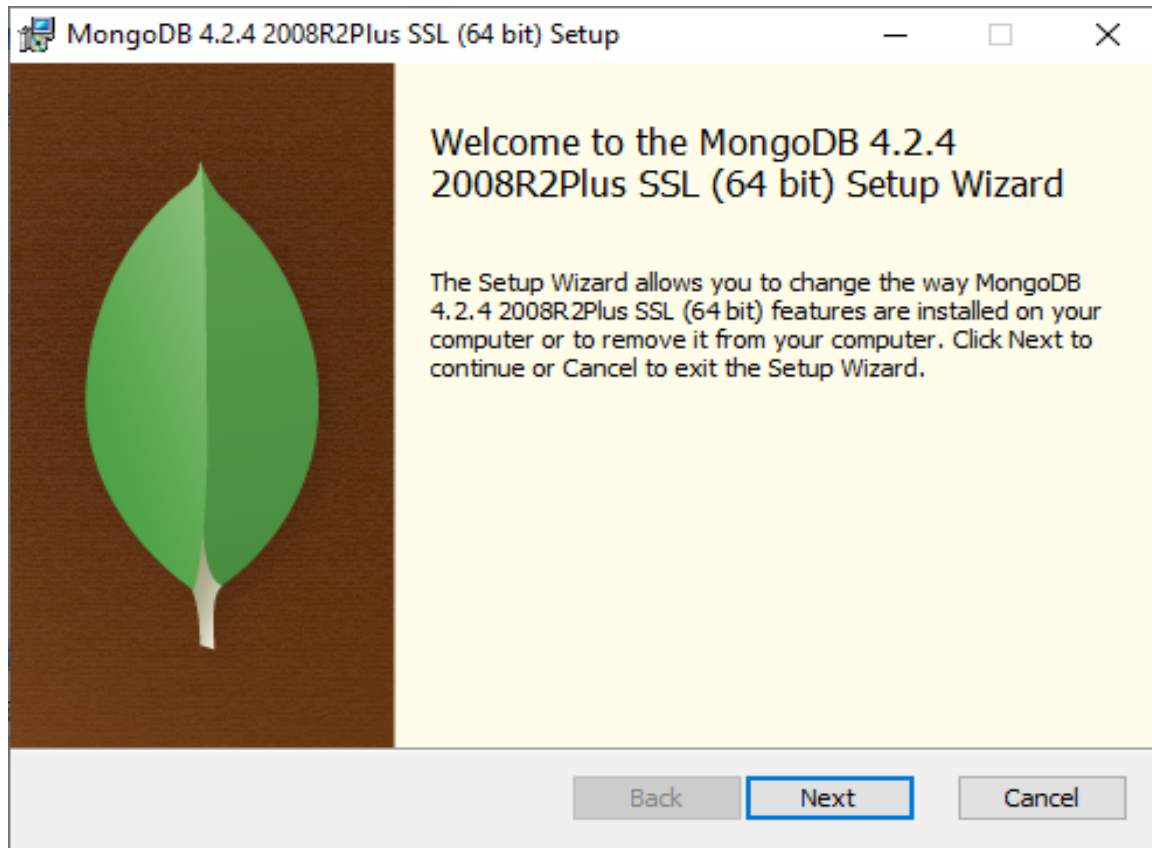 MongoDB 4.2.4 2008R2Plus SSL (64 bit) Setup
Welcome to the MongoDB 4.2.4
2008R2Plus SSL (64 bit) Setup Wizard
The Setup Wizard allows you to change the way MongoDB
4.2.4 2008R2Plus SSL (64 bit) features are installed on your
computer or to remove it from your computer. Click Next to
continue or Cancel to exit the Setup Wizard.
Back Next Cancel